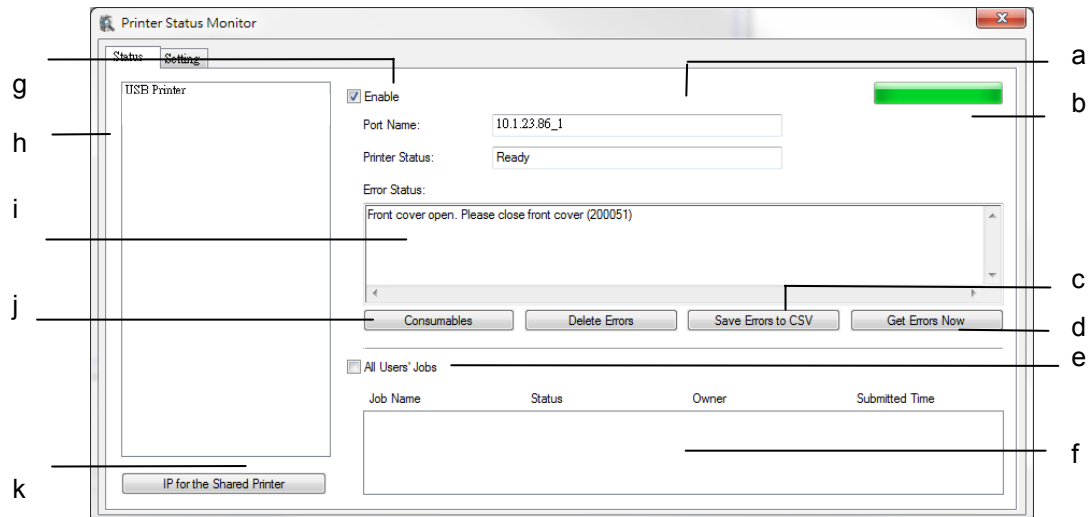 Printer Status Monitor
Status Setting
a
g
USB Printer
Enable
b
Port Name: 10.1.23.86_1
h
Printer Status: Ready
Error Status:
i
Front cover open. Please close front cover (200051)
c
j
Consumables Delete Errors Save Errors to CSV Get Errors Now
d
e
All Users' Jobs
Job Name Status Owner Submitted Time
f
k
IP for the Shared Printer